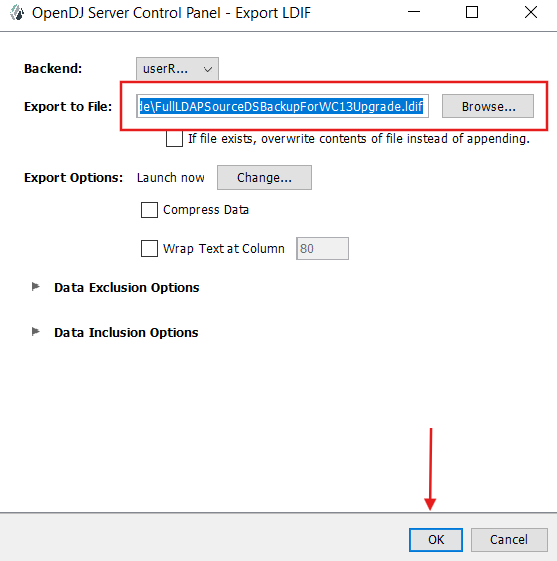 OpenDJ Server Control Panel - Export LDIF
Backend: userR...
Export to File: de\FullLDAPSourceDSBackupForWC13Upgrade.ldif Browse...
If file exists, overwrite contents of file instead of appending.
Export Options: Launch now Change...
Compress Data
Wrap Text at Column 80
Data Exclusion Options
Data Inclusion Options
OK Cancel